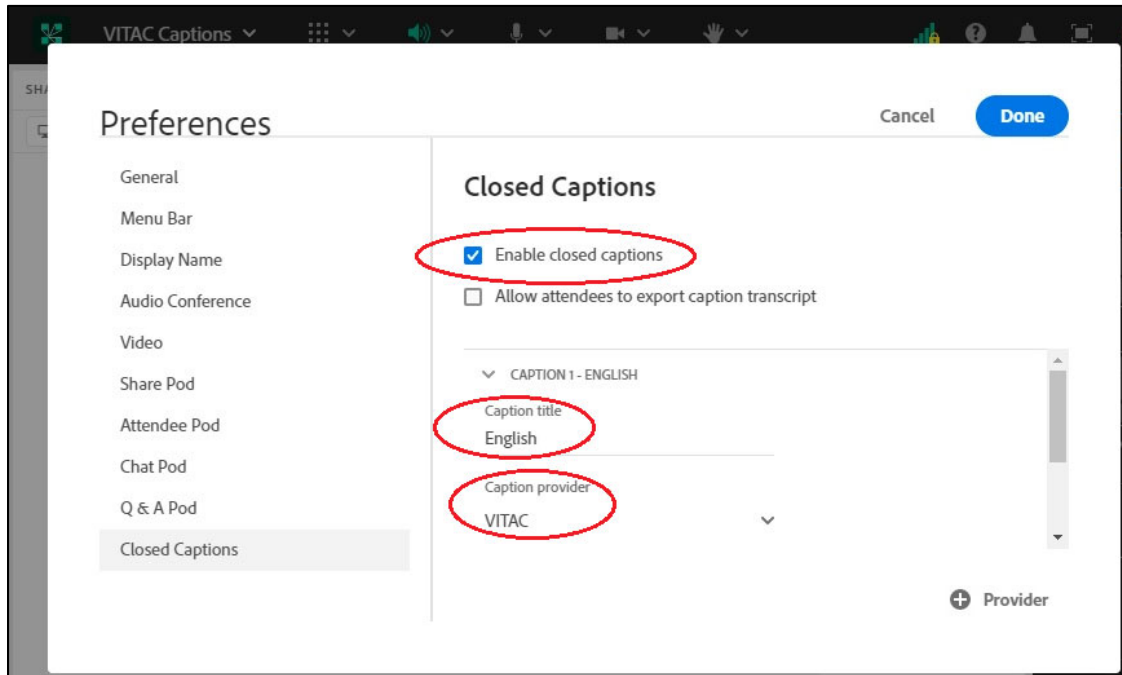 VITAC Captions
SHA
Preferences
Cancel
Done
General
Menu Bar
Display Name
Audio Conference
Video
Share Pod
Attendee Pod
Chat Pod
Q & A Pod
Closed Captions
Closed Captions
Enable closed captions
Allow attendees to export caption transcript
CAPTION 1 - ENGLISH
Caption title
English
Caption provider
VITAC
Provider